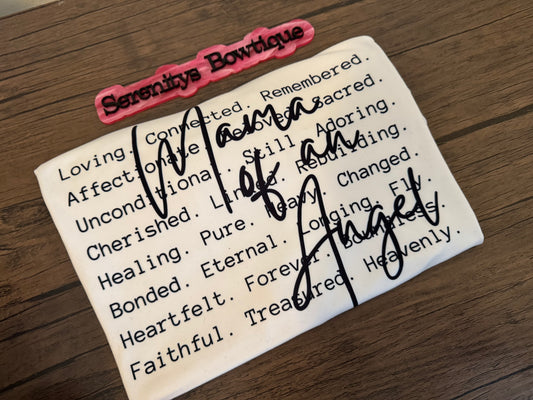 Serenitys Bowtique
Loving. Connected. Remembered.
Affectionate. Beloved. Sacred.
Unconditional. Still. Adoring.
Cherished. Linked. Rebuilding.
Healing. Pure. Heavy. Changed.
Bonded. Eternal. Longing. Fly.
Heartfelt. Forever. Boundless.
Faithful. Treasured. Heavenly.
Mama
of an
Angel